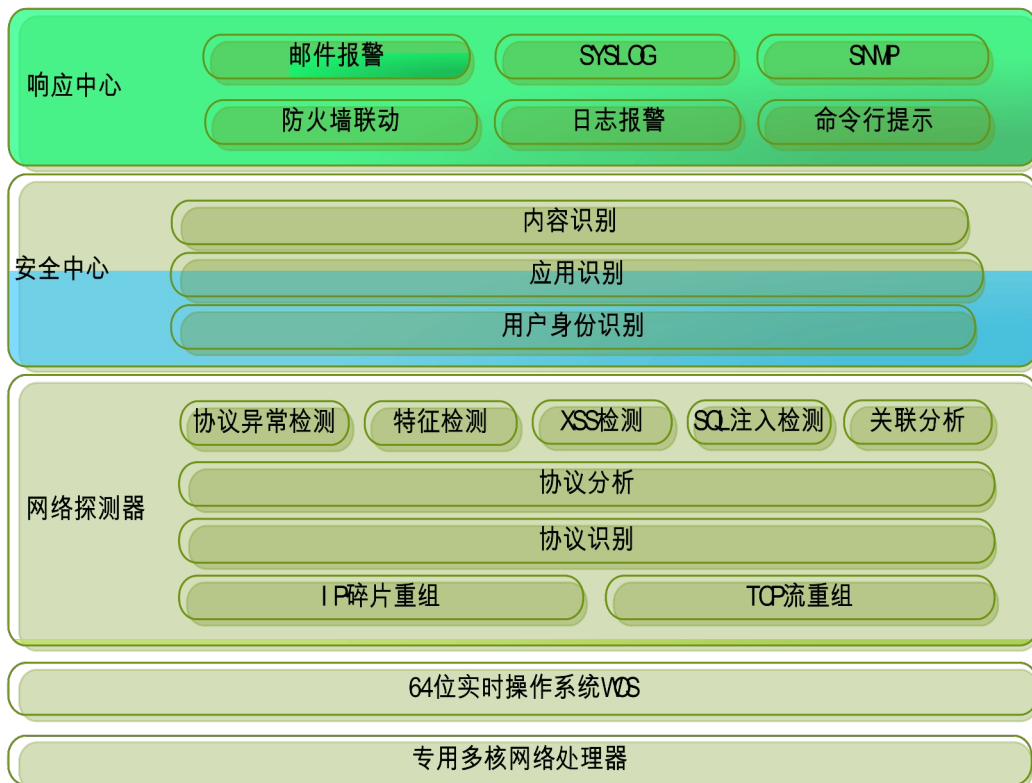 响应中心
邮件报警
SYSLOG
SNMP
防火墙联动
日志报警
命令行提示
安全中心
内容识别
应用识别
用户身份识别
网络探测器
协议异常检测
特征检测
XSS检测
SQL注入检测
关联分析
协议分析
协议识别
IP碎片重组
TCP流重组
64位实时操作系统WOS
专用多核网络处理器